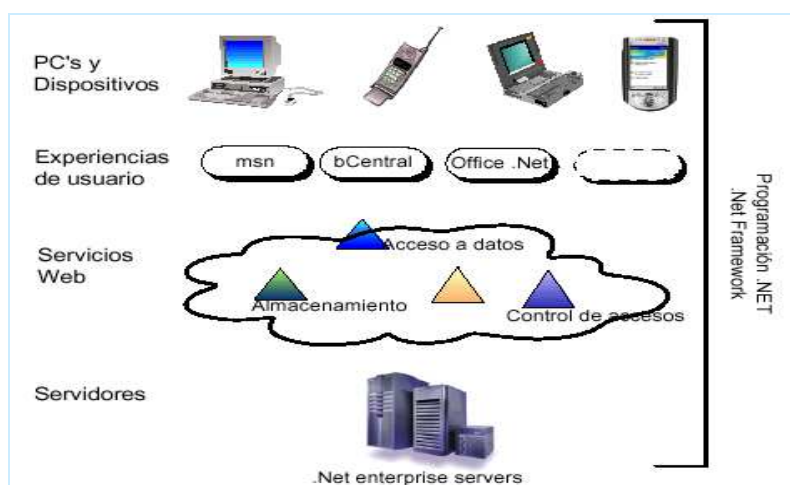 PC's y
Dispositivos
Experiencias
de usuario
msn
bCentral
Office .Net
Servicios
Web
Acceso a datos
Almacenamiento
Control de accesos
Servidores
.Net enterprise servers
Programación .NET
.Net Framework